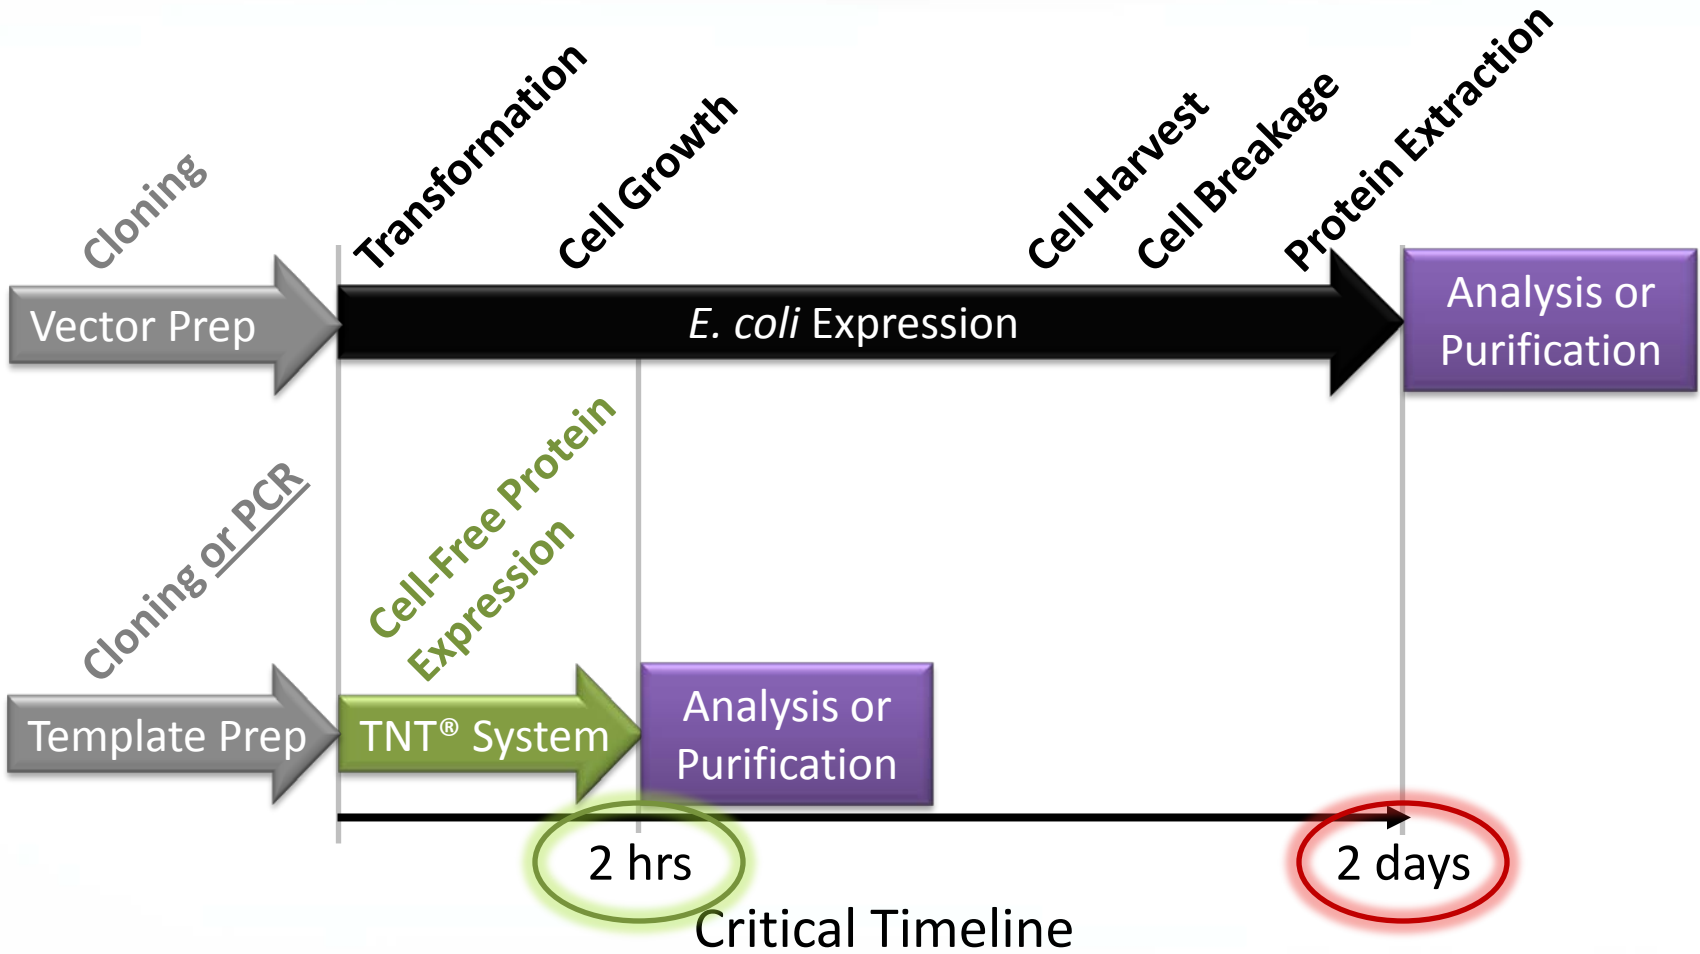 Cloning
Transformation
Cell Growth
Cell Harvest
Cell Breakage
Protein Extraction
Vector Prep
E. coli Expression
Analysis or
Purification
Cloning or PCR
Cell-Free Protein
Expression
Template Prep
TNT® System
Analysis or
Purification
2 hrs
2 days
Critical Timeline